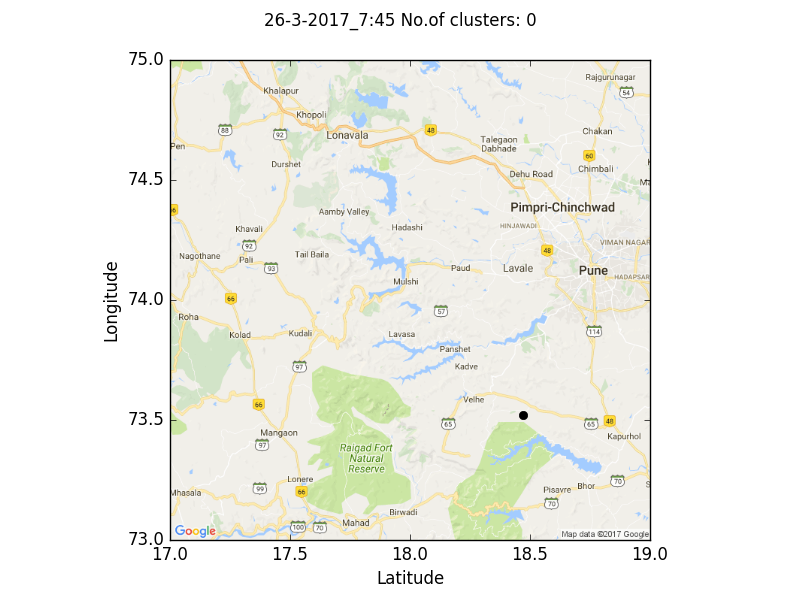 26-3-2017_7:45 No.of clusters: 0
75.0
74.5
74.0
73.5
73.0
Longitude
17.0
17.5
18.0
18.5
19.0
Latitude
Rajgurunagar
54
Khalapur
Khopoli
88
92
Lonavala
48
Chakan
Talegaon
Dabhade
Pen
60
Chimbali
Durshet
Dehu Road
66
Aamby Valley
Pimpri-Chinchwad
Khavali
Hadashi
HINJAWADI
92
VIMAN NAGAR
48
Nagothane
Pali
Tail Baila
93
Paud
Lavale
Pune
HADAPSAR
Mulshi
66
57
Roha
Kolad
Kudali
Lavasa
114
Panshet
97
Kadve
Velhe
66
65
65
48
Mangaon
Kapurhol
97
Raigad Fort
Natural
Reserve
Lonere
99
66
Mhasala
70
Pisavre
Bhor
70
Birwadi
Mahad
100
70
Google
Map data ©2017 Google